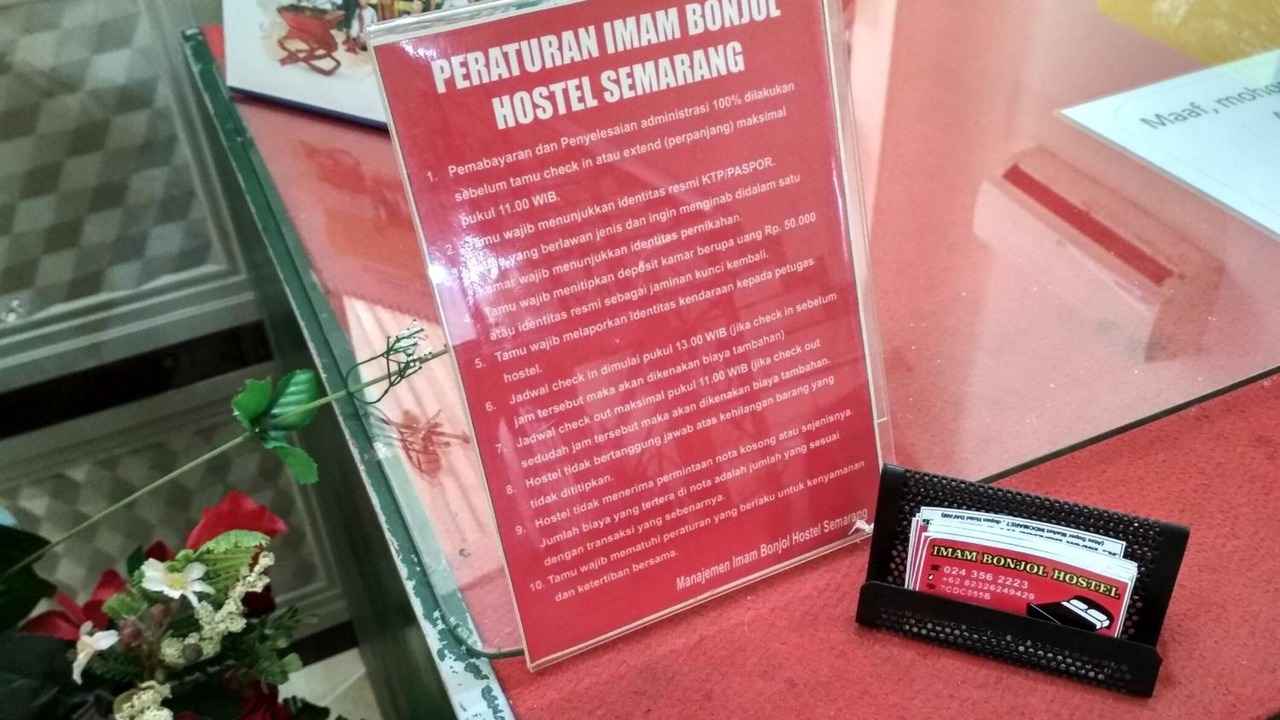 PERATURAN IMAM BONJOL
HOSTEL SEMARANG
1. Pemabayaran dan Penyelesaian administrasi 100% dilakukan
sebelum tamu check in atau extend (perpanjang) maksimal
pukul 11.00 WIB.
2. Tamu wajib menunjukkan identitas resmi KTP/PASPOR.
yang berlawan jenis dan ingin menginab didalam satu
kamar wajib menunjukkan identitas pernikahan.
Tamu wajib menitipkan deposit kamar berupa uang Rp. 50.000
atau identitas resmi sebagai jaminan kunci kembali.
5. Tamu wajib melaporkan identitas kendaraan kepada petugas
hostel.
6. Jadwal check in dimulai pukul 13.00 WIB (jika check in sebelum
jam tersebut maka akan dikenakan biaya tambahan)
7. Jadwal check out maksimal pukul 11.00 WIB (jika check out
sedudah jam tersebut maka akan dikenakan biaya tambahan.
8. Hostel tidak bertanggung jawab atas kehilangan barang yang
tidak dititipkan.
9. Hostel tidak menerima permintaan nota kosong atau sejenisnya.
Jumlah biaya yang tertera di nota adalah jumlah yang sesuai
dengan transaksi yang sebenarnya.
10. Tamu wajib mematuhi peraturan yang berlaku untuk kenyamanan
dan ketertiban bersama.
Manajemen Imam Bonjol Hostel Semarang
Maaf, moho
(Atas Super Market INDOMARET, depan Hotel DAFAM)
IMAM BONJOL HOSTEL
024 356 2223
+62 82326249429
7CDC055B